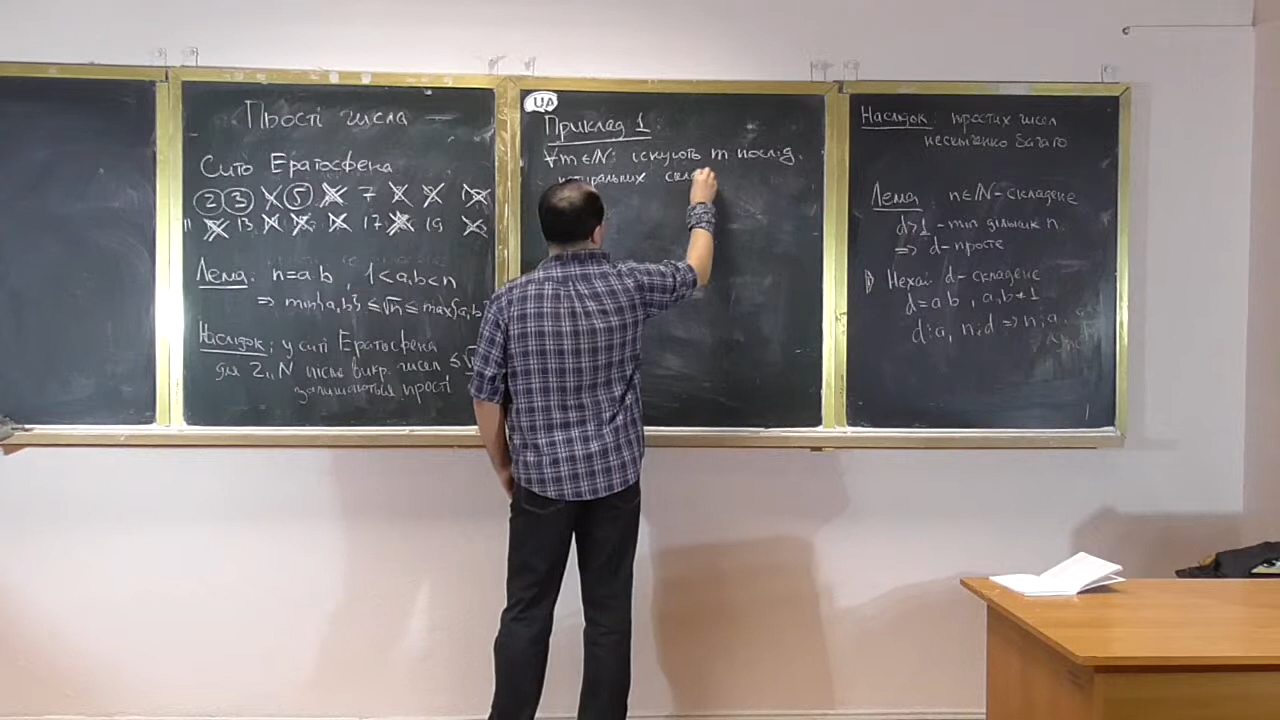 Прості числа
Сито Ератосфена
2 3 5 7
11 13 17 19
Лема: n=ab, 1<a,b<n
=> min{a,b} ≤ √n ≤ max{a,b}
Наслідок: у ситі Ератосфена
для 2,,N після викр. чисел ≤ √
залишаються прості
UA
Приклад 1:
∀m∈ℕ: існують m послід.
натуральних скла
Наслідок: простих чисел
нескінченно багато
Лема: n∈ℕ - складене
d>1 - min дільник n.
=> d - просте
Нехай d - складене
d=ab, a,b≠1
d⋮a, n⋮d => n⋮a,